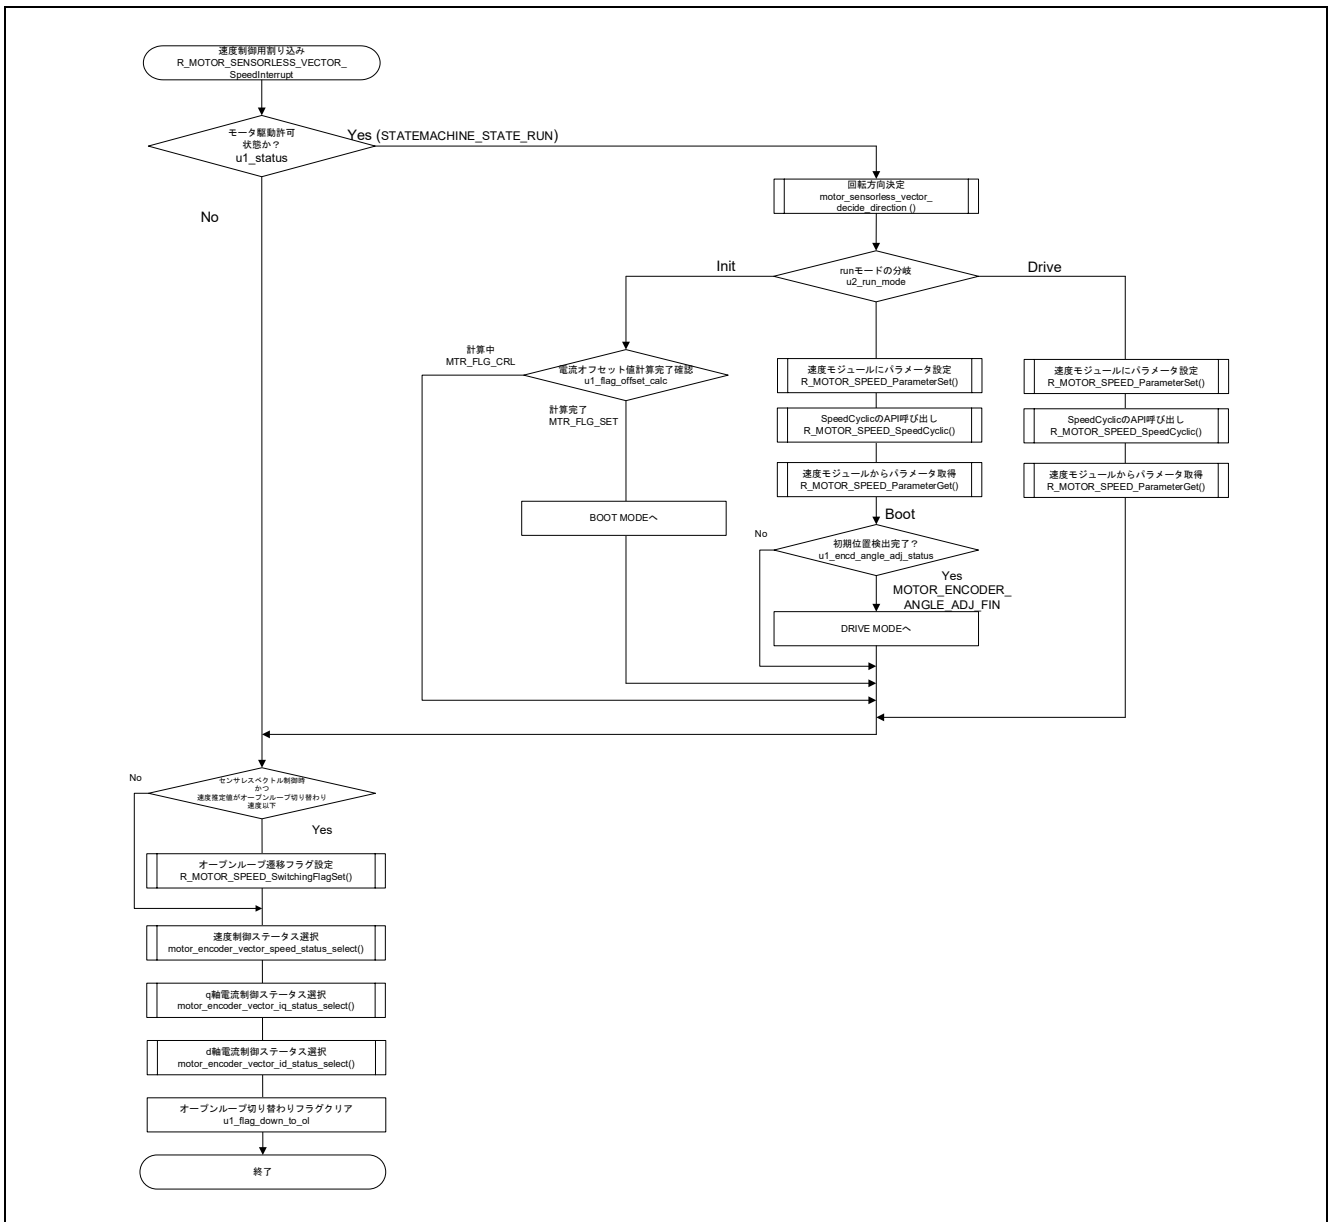 速度制御用割り込み
R_MOTOR_SENSORLESS_VECTOR_
SpeedInterrupt
モータ駆動許可
状態か？
u1_status
Yes (STATEMACHINE_STATE_RUN)
No
回転方向決定
motor_sensorless_vector_
decide_direction ()
runモードの分岐
u2_run_mode
Init
Drive
計算中
MTR_FLG_CRL
電流オフセット値計算完了確認
u1_flag_offset_calc
計算完了
MTR_FLG_SET
BOOT MODEへ
速度モジュールにパラメータ設定
R_MOTOR_SPEED_ParameterSet()
SpeedCyclicのAPI呼び出し
R_MOTOR_SPEED_SpeedCyclic()
速度モジュールからパラメータ取得
R_MOTOR_SPEED_ParameterGet()
速度モジュールにパラメータ設定
R_MOTOR_SPEED_ParameterSet()
SpeedCyclicのAPI呼び出し
R_MOTOR_SPEED_SpeedCyclic()
速度モジュールからパラメータ取得
R_MOTOR_SPEED_ParameterGet()
Boot
No
初期位置検出完了？
u1_encd_angle_adj_status
Yes
MOTOR_ENCODER_
ANGLE_ADJ_FIN
DRIVE MODEへ
No
センサレスベクトル制御時
かつ
速度推定値がオープンループ切り替わり
速度以下
Yes
オープンループ遷移フラグ設定
R_MOTOR_SPEED_SwitchingFlagSet()
速度制御ステータス選択
motor_encoder_vector_speed_status_select()
q軸電流制御ステータス選択
motor_encoder_vector_iq_status_select()
d軸電流制御ステータス選択
motor_encoder_vector_id_status_select()
オープンループ切り替わりフラグクリア
u1_flag_down_to_ol
終了